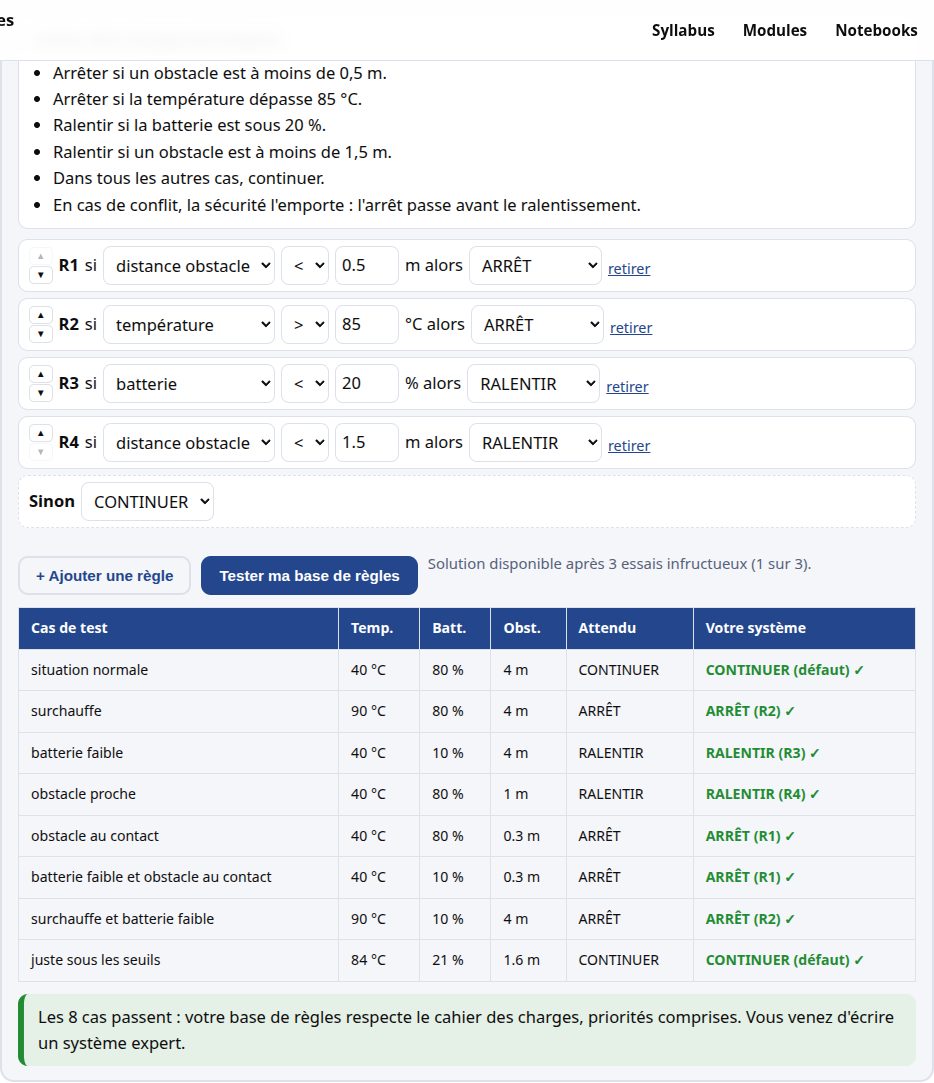 es
Syllabus Modules Notebooks
Arrêter si un obstacle est à moins de 0,5 m.
Arrêter si la température dépasse 85 °C.
Ralentir si la batterie est sous 20 %.
Ralentir si un obstacle est à moins de 1,5 m.
Dans tous les autres cas, continuer.
En cas de conflit, la sécurité l'emporte : l'arrêt passe avant le ralentissement.
R1 si distance obstacle < 0.5 m alors ARRÊT retirer
R2 si température > 85 °C alors ARRÊT retirer
R3 si batterie < 20 % alors RALENTIR retirer
R4 si distance obstacle < 1.5 m alors RALENTIR retirer
Sinon CONTINUER
+ Ajouter une règle Tester ma base de règles Solution disponible après 3 essais infructueux (1 sur 3).
Cas de test Temp. Batt. Obst. Attendu Votre système
situation normale 40 °C 80 % 4 m CONTINUER CONTINUER (défaut) ✓
surchauffe 90 °C 80 % 4 m ARRÊT ARRÊT (R2) ✓
batterie faible 40 °C 10 % 4 m RALENTIR RALENTIR (R3) ✓
obstacle proche 40 °C 80 % 1 m RALENTIR RALENTIR (R4) ✓
obstacle au contact 40 °C 80 % 0.3 m ARRÊT ARRÊT (R1) ✓
batterie faible et obstacle au contact 40 °C 10 % 0.3 m ARRÊT ARRÊT (R1) ✓
surchauffe et batterie faible 90 °C 10 % 4 m ARRÊT ARRÊT (R2) ✓
juste sous les seuils 84 °C 21 % 1.6 m CONTINUER CONTINUER (défaut) ✓
Les 8 cas passent : votre base de règles respecte le cahier des charges, priorités comprises. Vous venez d'écrire
un système expert.